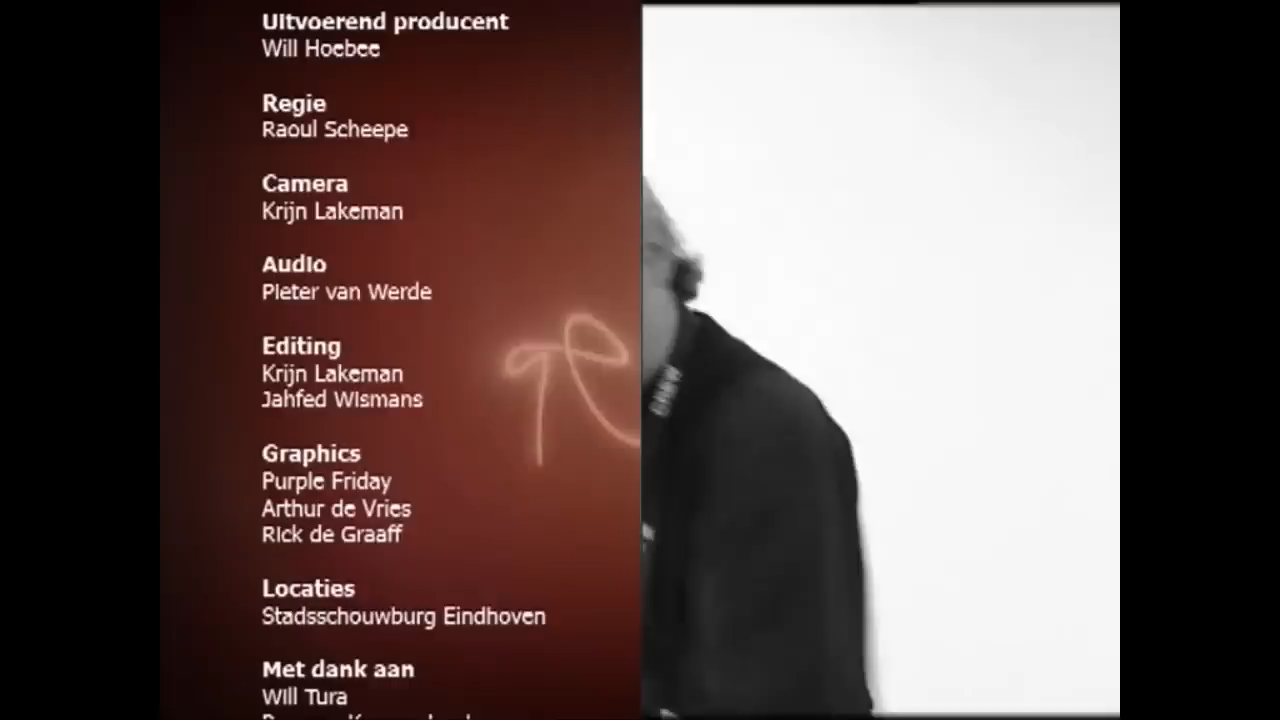 Uitvoerend producent
Will Hoebee
Regie
Raoul Scheepe
Camera
Krijn Lakeman
Audio
Pieter van Werde
Editing
Krijn Lakeman
Jahfed Wismans
Graphics
Purple Friday
Arthur de Vries
Rick de Graaff
Locaties
Stadsschouwburg Eindhoven
Met dank aan
Will Tura